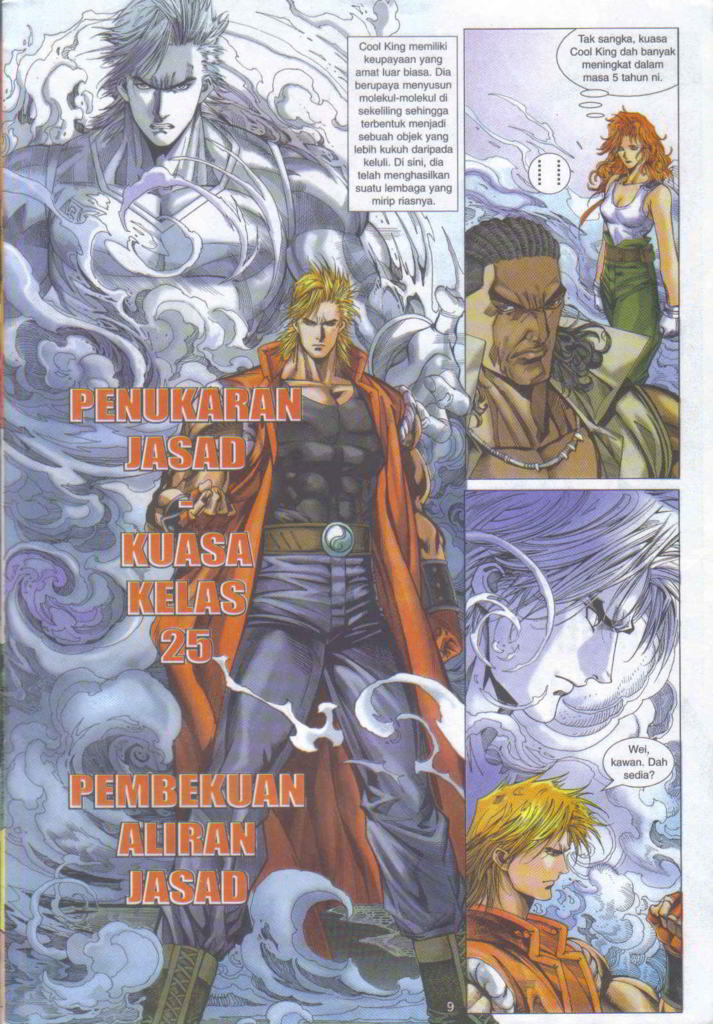 Cool King memiliki
keupayaan yang
amat luar biasa. Dia
berupaya menyusun
molekul-molekul di
sekeliling sehingga
terbentuk menjadi
sebuah objek yang
lebih kukuh daripada
keluli. Di sini, dia
telah menghasilkan
suatu lembaga yang
mirip riasnya.
Tak sangka, kuasa
Cool King dah banyak
meningkat dalam
masa 5 tahun ni.
PENUKARAN
JASAD
-
KUASA
KELAS
25
PEMBEKUAN
ALIRAN
JASAD
Wei,
kawan. Dah
sedia?
9